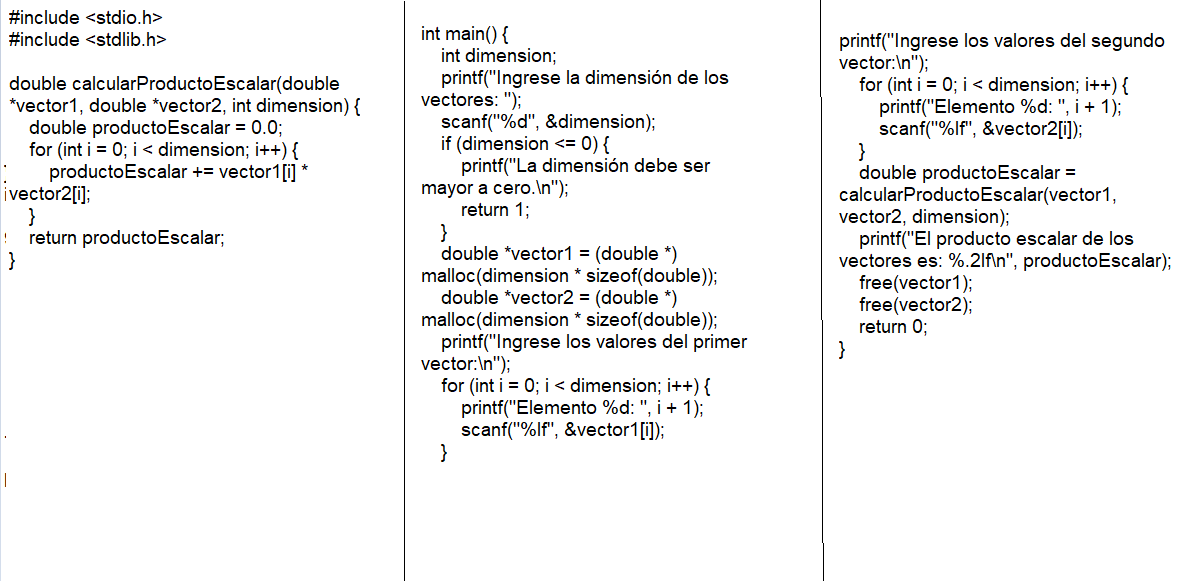 #include <stdio.h>
#include <stdlib.h>

double calcularProductoEscalar(double
*vector1, double *vector2, int dimension) {
    double productoEscalar = 0.0;
    for (int i = 0; i < dimension; i++) {
        productoEscalar += vector1[i] *
vector2[i];
    }
    return productoEscalar;
}

int main() {
    int dimension;
    printf("Ingrese la dimensión de los
vectores: ");
    scanf("%d", &dimension);
    if (dimension <= 0) {
        printf("La dimensión debe ser
mayor a cero.\n");
        return 1;
    }
    double *vector1 = (double *)
malloc(dimension * sizeof(double));
    double *vector2 = (double *)
malloc(dimension * sizeof(double));
    printf("Ingrese los valores del primer
vector:\n");
    for (int i = 0; i < dimension; i++) {
        printf("Elemento %d: ", i + 1);
        scanf("%lf", &vector1[i]);
    }

printf("Ingrese los valores del segundo
vector:\n");
    for (int i = 0; i < dimension; i++) {
        printf("Elemento %d: ", i + 1);
        scanf("%lf", &vector2[i]);
    }
    double productoEscalar =
calcularProductoEscalar(vector1,
vector2, dimension);
    printf("El producto escalar de los
vectores es: %.2lf\n", productoEscalar);
    free(vector1);
    free(vector2);
    return 0;
}